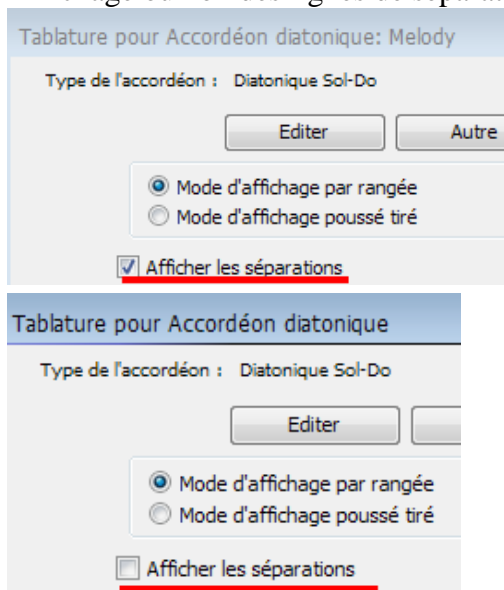 Tablature pour Accordéon diatonique: Melody
Type de l'accordéon : Diatonique Sol-Do
Editer Autre
Mode d'affichage par rangée
Mode d'affichage poussé tiré
Afficher les séparations
Tablature pour Accordéon diatonique
Type de l'accordéon : Diatonique Sol-Do
Editer
Mode d'affichage par rangée
Mode d'affichage poussé tiré
Afficher les séparations